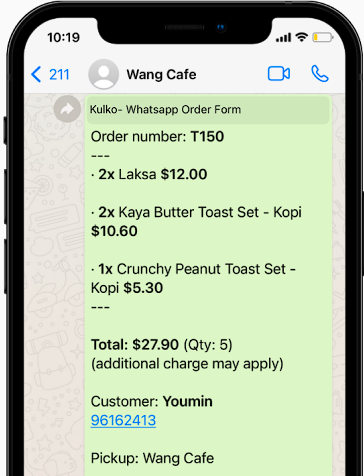 10:19
211
Wang Cafe
Kulko- Whatsapp Order Form
Order number: T150
---
· 2x Laksa $12.00
· 2x Kaya Butter Toast Set - Kopi
$10.60
· 1x Crunchy Peanut Toast Set -
Kopi $5.30
---
Total: $27.90 (Qty: 5)
(additional charge may apply)
Customer: Youmin
96162413
Pickup: Wang Cafe